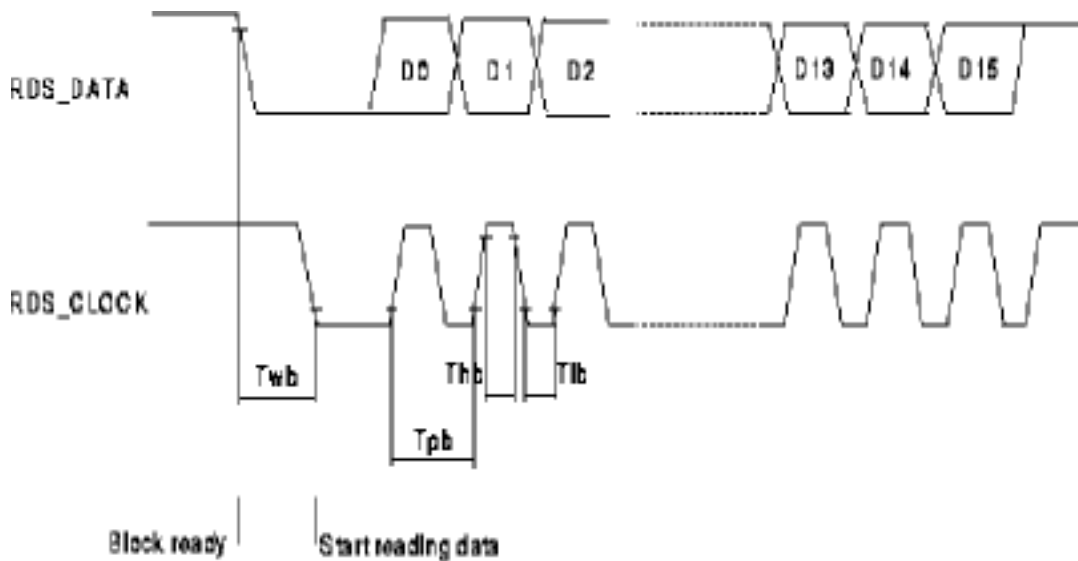 D0 D1 D2 D13 D14 D15
RDS_DATA
RDS_CLOCK
Twb Thb Tlb
Tpb
Block ready Start reading data